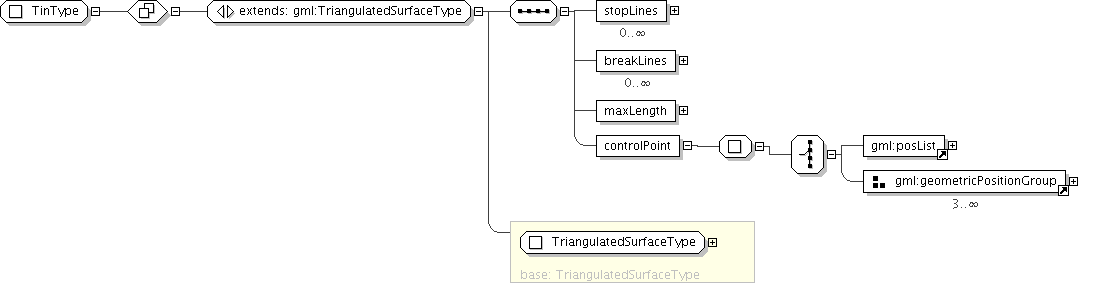 TinType
extends: gml:TriangulatedSurfaceType
stopLines
0..∞
breakLines
0..∞
maxLength
controlPoint
gml:posList
gml:geometricPositionGroup
3..∞
TriangulatedSurfaceType
base: TriangulatedSurfaceType